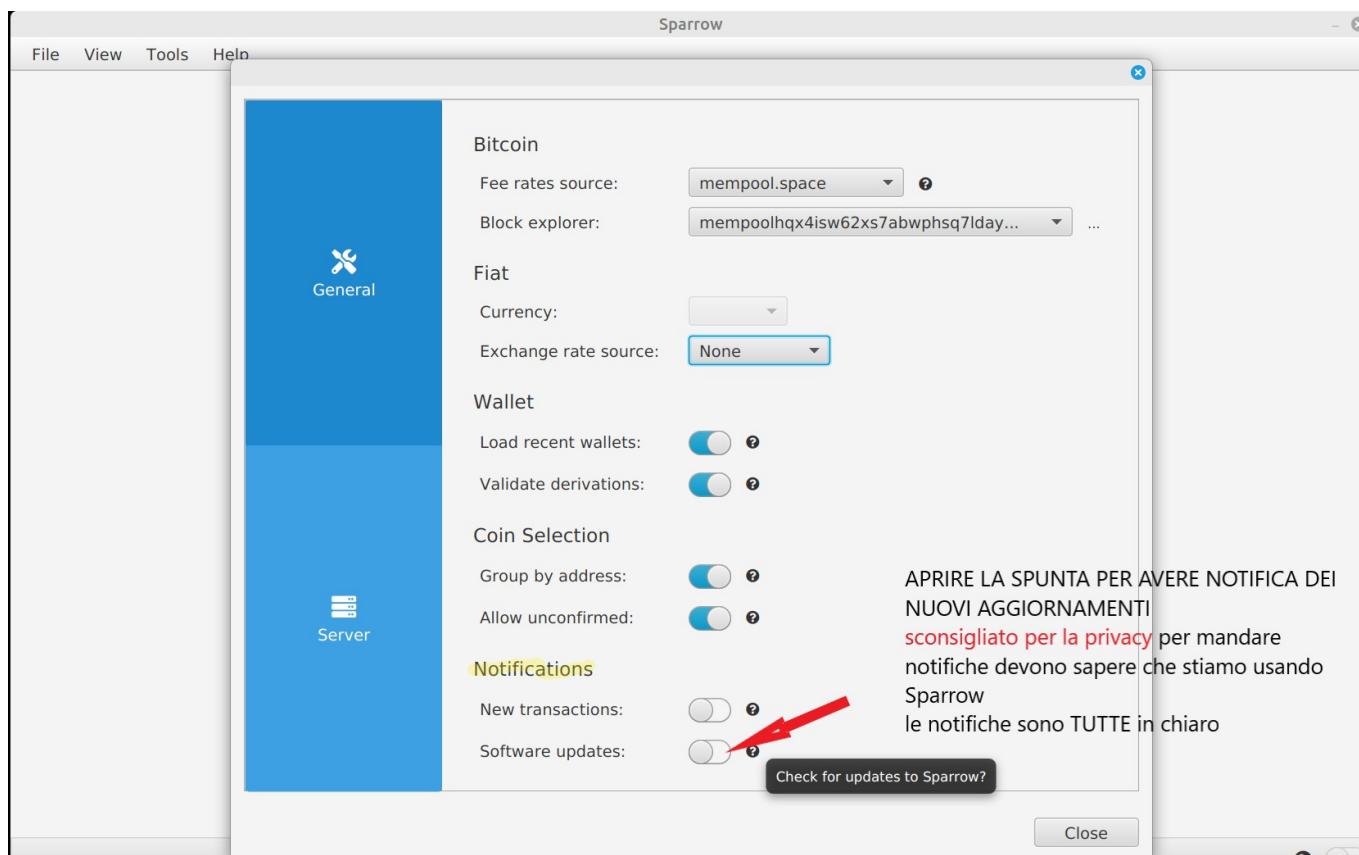 Sparrow
File View Tools Help
Bitcoin
Fee rates source: mempool.space
Block explorer: mempoolhqx4isw62xs7abwphsq7lday... ...
Fiat
Currency:
Exchange rate source: None
General
Wallet
Load recent wallets:
Validate derivations:
Coin Selection
Group by address:
Allow unconfirmed:
Server
Notifications
New transactions:
Software updates:
APRIRE LA SPUNTA PER AVERE NOTIFICA DEI
NUOVI AGGIORNAMENTI
sconsigliato per la privacy per mandare
notifiche devono sapere che stiamo usando
Sparrow
le notifiche sono TUTTE in chiaro
Check for updates to Sparrow?
Close